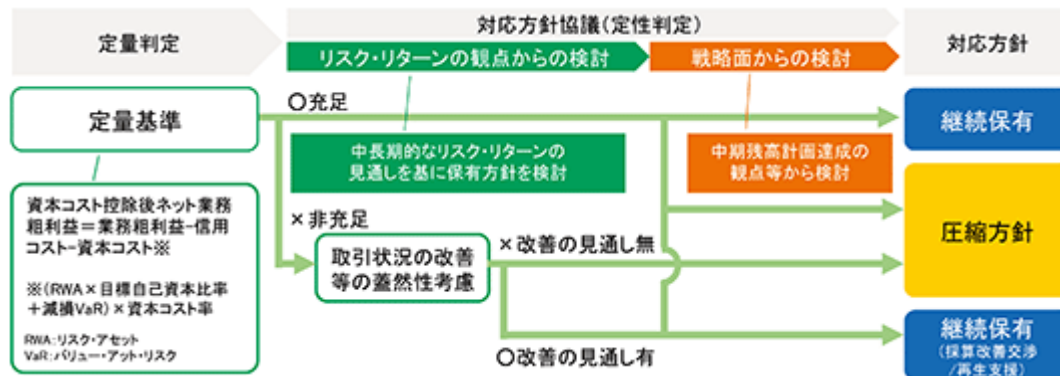 定量判定
対応方針協議（定性判定）
リスク・リターンの観点からの検討
戦略面からの検討
対応方針
定量基準
〇充足
継続保有
中長期的なリスク・リターンの
見通しを基に保有方針を検討
中期残高計画達成の
観点等から検討
資本コスト控除後ネット業務
粗利益＝業務粗利益-信用
コスト-資本コスト※
※(RWA×目標自己資本比率
＋減損VaR)×資本コスト率
RWA:リスク・アセット
VaR:バリュー・アット・リスク
×非充足
取引状況の改善
等の蓋然性考慮
×改善の見通し無
圧縮方針
〇改善の見通し有
継続保有
(採算改善交渉
/再生支援)